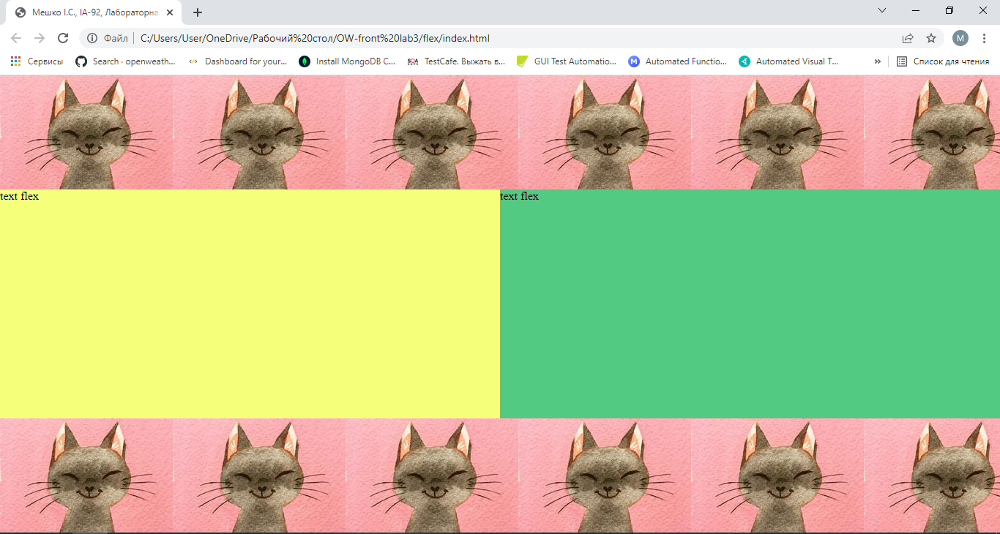 Мешко І.С., ІА-92, Лабораторна
Файл C:/Users/User/OneDrive/Рабочий%20стол/OW-front%20lab3/flex/index.html M
Сервисы Search · openweath... Dashboard for your... Install MongoDB C... TestCafe. Выжать в... GUI Test Automatio... Automated Functio... Automated Visual T... » Список для чтения
text flex text flex